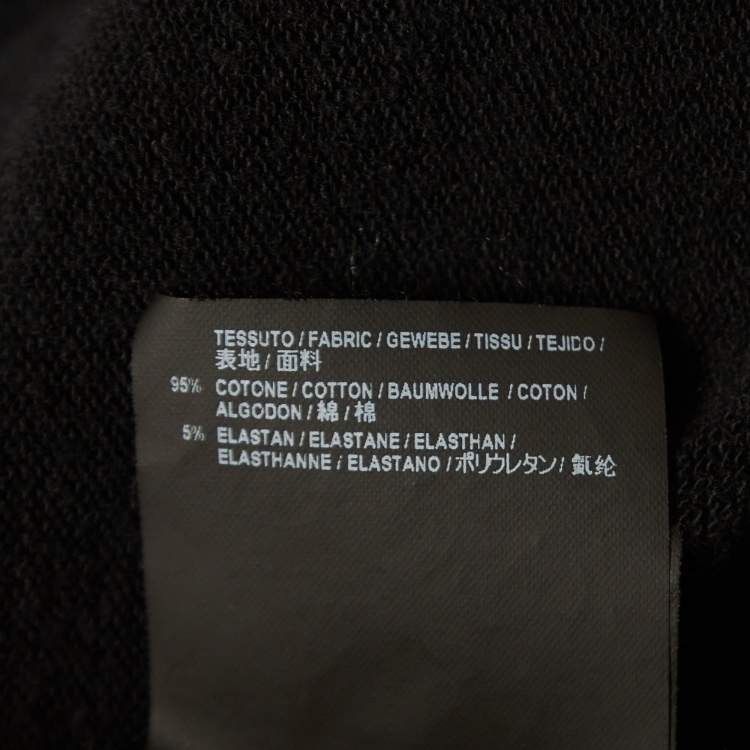 TESSUTO / FABRIC / GEWEBE / TISSU / TEJIDO /
表地 / 面料
95% COTONE / COTTON / BAUMWOLLE / COTON /
ALGODON / 綿 / 棉
5% ELASTAN / ELASTANE / ELASTHAN /
ELASTHANNE / ELASTANO / ポリウレタン / 氨纶